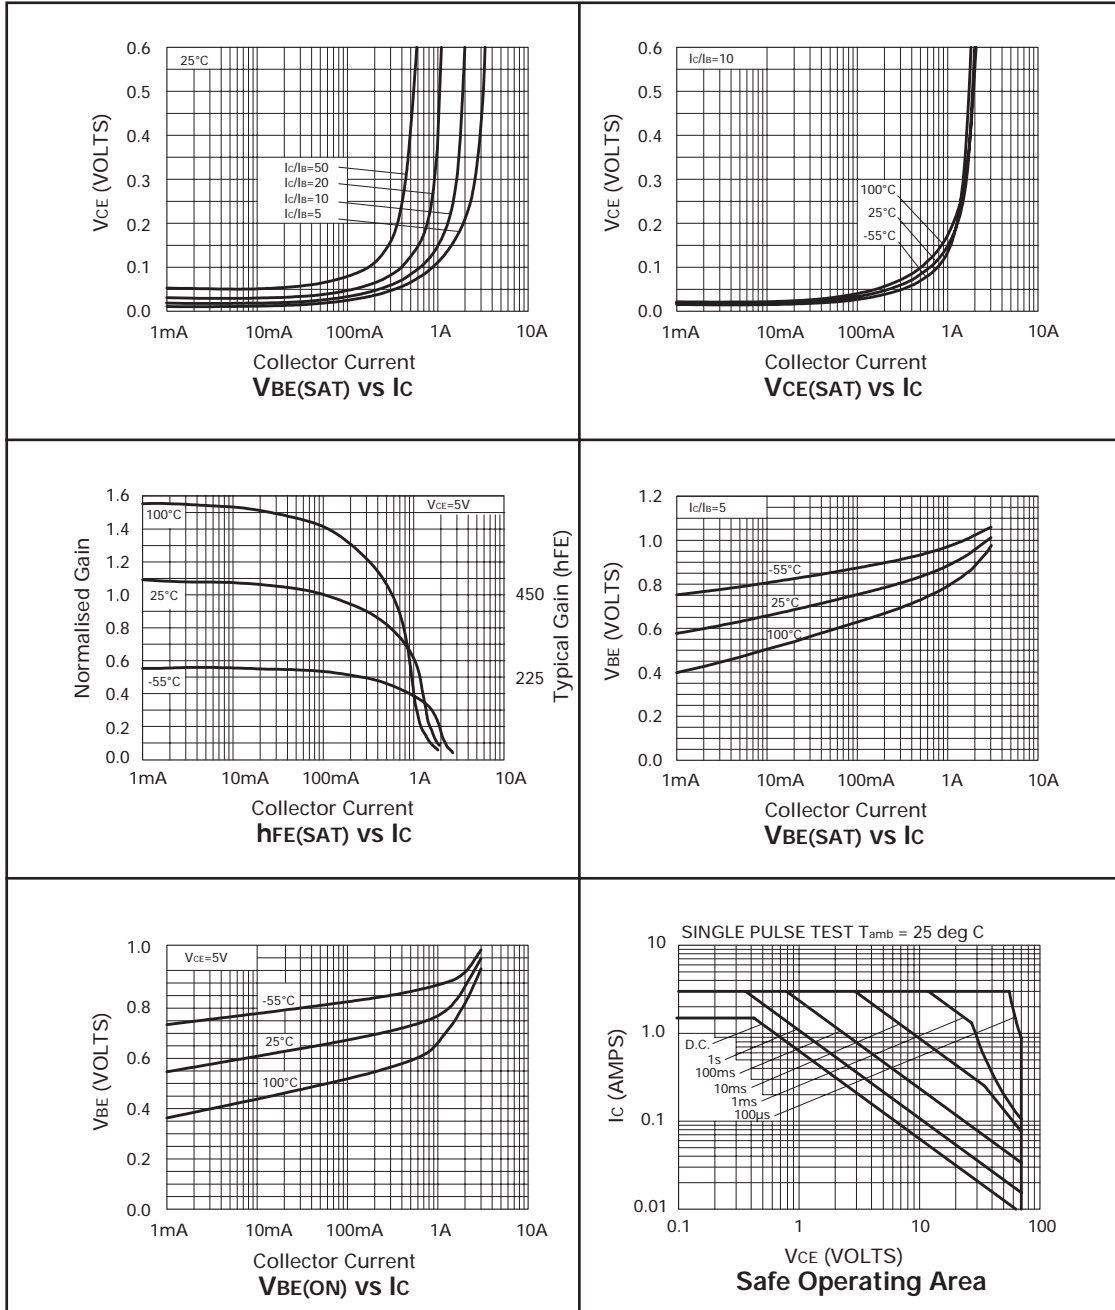 25°C
VCE (VOLTS)
0.6
0.5
0.4
0.3
0.2
0.1
0.0
IC/IB=50
IC/IB=20
IC/IB=10
IC/IB=5
1mA 10mA 100mA 1A 10A
Collector Current
VBE(SAT) vs IC
IC/IB=10
VCE (VOLTS)
0.6
0.5
0.4
0.3
0.2
0.1
0.0
100°C
25°C
-55°C
1mA 10mA 100mA 1A 10A
Collector Current
VCE(SAT) vs IC
VCE=5V
Normalised Gain
1.6
1.4
1.2
1.0
0.8
0.6
0.4
0.2
0.0
100°C
25°C
-55°C
450
225
Typical Gain (hFE)
1mA 10mA 100mA 1A 10A
Collector Current
hFE(SAT) vs IC
IC/IB=5
VBE (VOLTS)
1.2
1.0
0.8
0.6
0.4
0.2
0.0
-55°C
25°C
100°C
1mA 10mA 100mA 1A 10A
Collector Current
VBE(SAT) vs IC
VCE=5V
VBE (VOLTS)
1.0
0.8
0.6
0.4
0.2
0.0
-55°C
25°C
100°C
1mA 10mA 100mA 1A 10A
Collector Current
VBE(ON) vs IC
SINGLE PULSE TEST Tamb = 25 deg C
IC (AMPS)
10
1.0
0.1
0.01
D.C.
1s
100ms
10ms
1ms
100µs
0.1 1 10 100
VCE (VOLTS)
Safe Operating Area